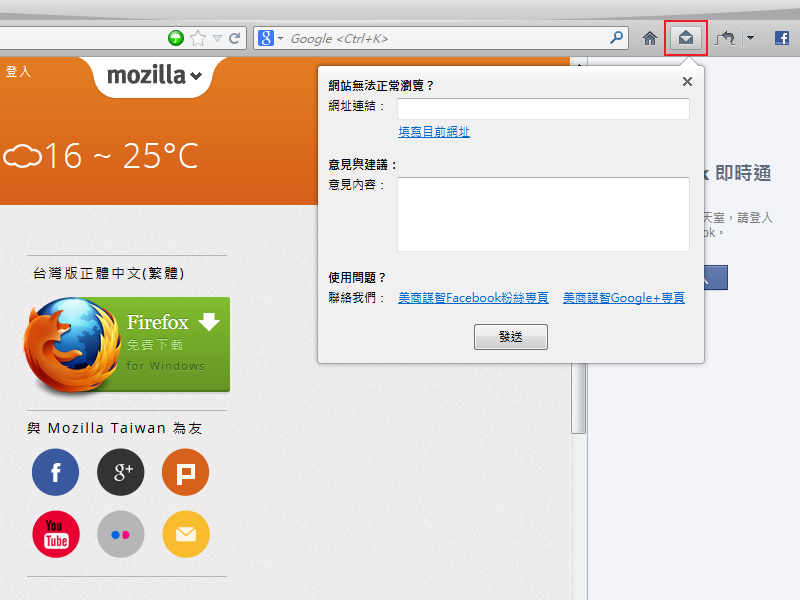 Google <Ctrl+K>
登入
mozilla
16 ~ 25°C
網站無法正常瀏覽？
網址連結：
填寫目前網址
意見與建議：
意見內容：
使用問題？
聯絡我們： 美商謀智Facebook粉絲專頁 美商謀智Google+專頁
發送
k 即時通
天室，請登入
ok。
入
台灣版正體中文(繁體)
Firefox
免費下載
for Windows
與 Mozilla Taiwan 為友
You
Tube